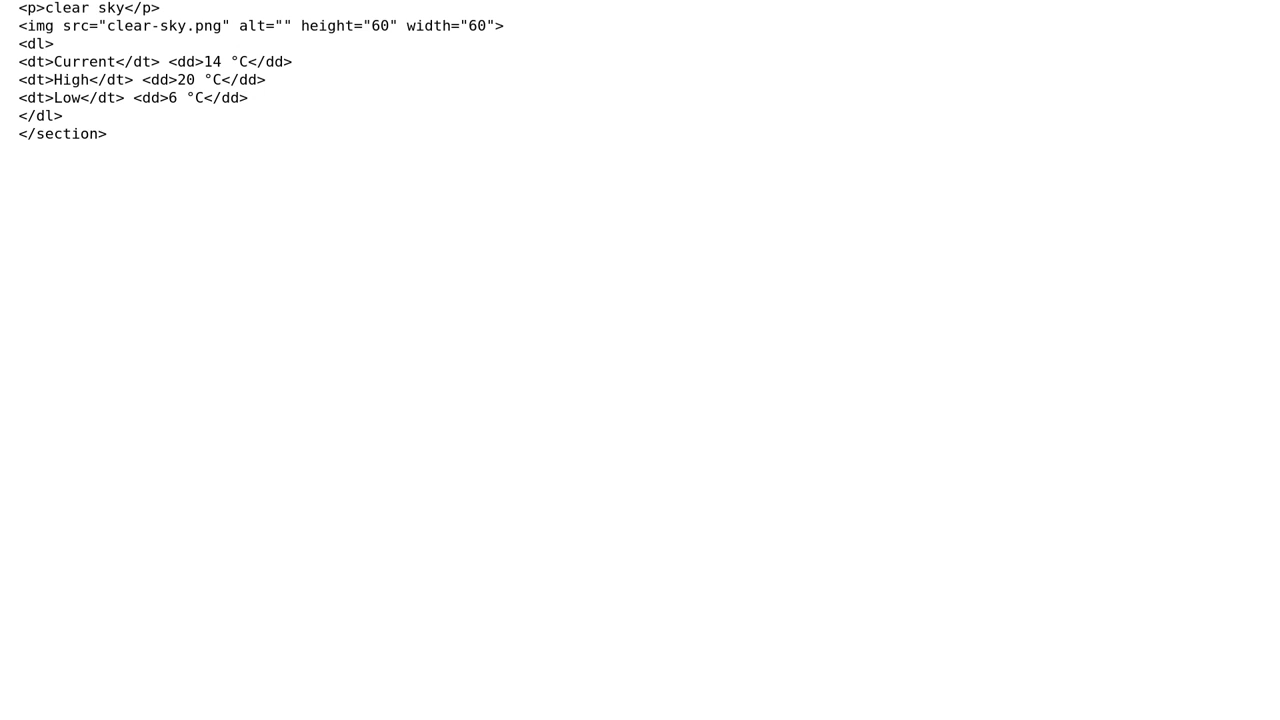 <p>clear sky</p>
<img src="clear-sky.png" alt="" height="60" width="60">
<dl>
<dt>Current</dt> <dd>14 °C</dd>
<dt>High</dt> <dd>20 °C</dd>
<dt>Low</dt> <dd>6 °C</dd>
</dl>
</section>